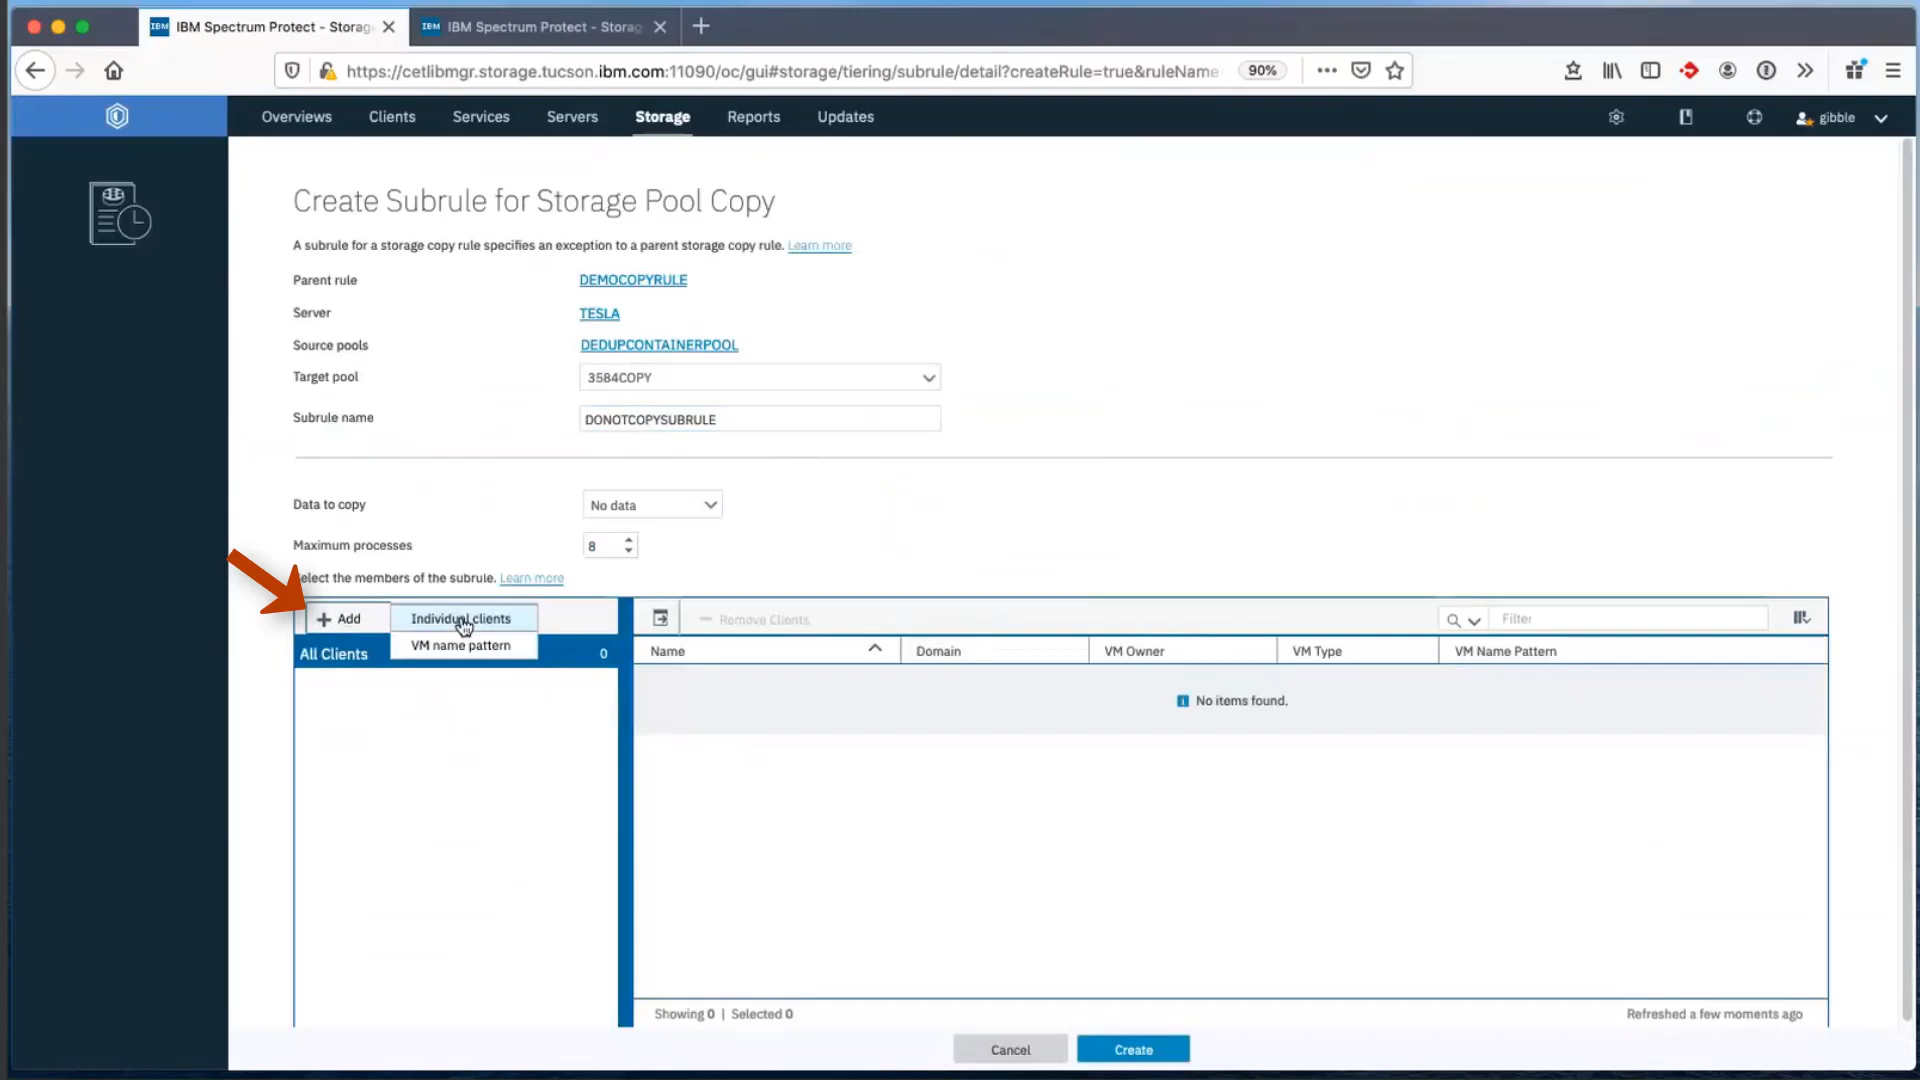 IBM IBM Spectrum Protect - Storag IBM IBM Spectrum Protect - Storag
https://cetlibmgr.storage.tucson.ibm.com:11090/oc/gui#storage/tiering/subrule/detail?createRule=true&ruleName 90%
Overviews Clients Services Servers Storage Reports Updates gibble
Create Subrule for Storage Pool Copy
A subrule for a storage copy rule specifies an exception to a parent storage copy rule. Learn more
Parent rule DEMOCOPYRULE
Server TESLA
Source pools DEDUPCONTAINERPOOL
Target pool 3584COPY
Subrule name DONOTCOPYSUBRULE
Data to copy No data
Maximum processes 8
elect the members of the subrule. Learn more
Add Individual clients Remove Clients Filter
VM name pattern
All Clients 0 Name Domain VM Owner VM Type VM Name Pattern
No items found.
Showing 0 | Selected 0 Refreshed a few moments ago
Cancel Create